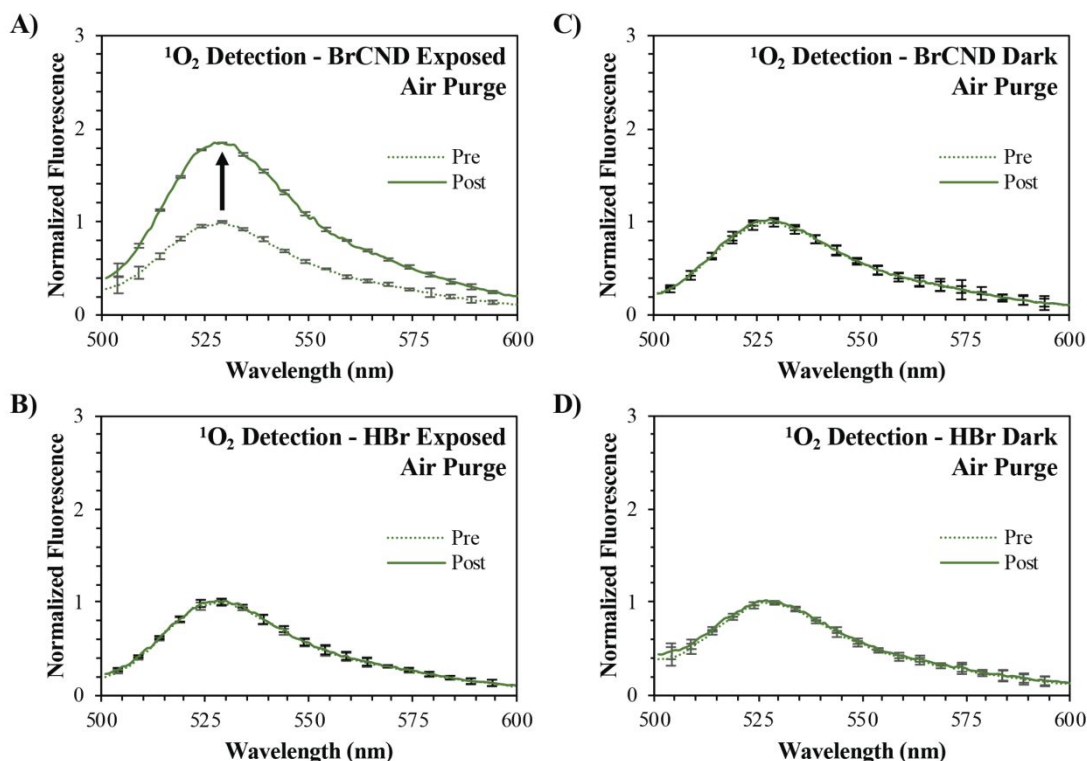 A)
¹O₂ Detection - BrCND Exposed
Air Purge
Normalized Fluorescence
3
2
1
0
Pre
Post
500
525
550
575
600
Wavelength (nm)
B)
¹O₂ Detection - HBr Exposed
Air Purge
Normalized Fluorescence
3
2
1
0
Pre
Post
500
525
550
575
600
Wavelength (nm)
C)
¹O₂ Detection - BrCND Dark
Air Purge
Normalized Fluorescence
3
2
1
0
Pre
Post
500
525
550
575
600
Wavelength (nm)
D)
¹O₂ Detection - HBr Dark
Air Purge
Normalized Fluorescence
3
2
1
0
Pre
Post
500
525
550
575
600
Wavelength (nm)